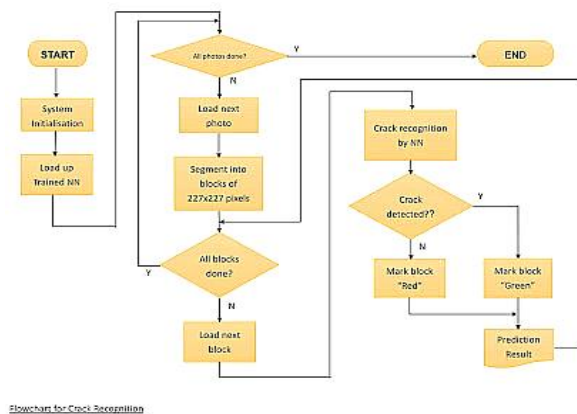 START
System
Initialisation
Load up
Trained NN
All photos done?
Y
END
N
Load next
photo
Segment into
blocks of
227x227 pixels
All blocks
done?
Y
N
Load next
block
Crack recognition
by NN
Crack
detected??
Y
N
Mark block
"Red"
Mark block
"Green"
Prediction
Result
Flowchart for Crack Recognition